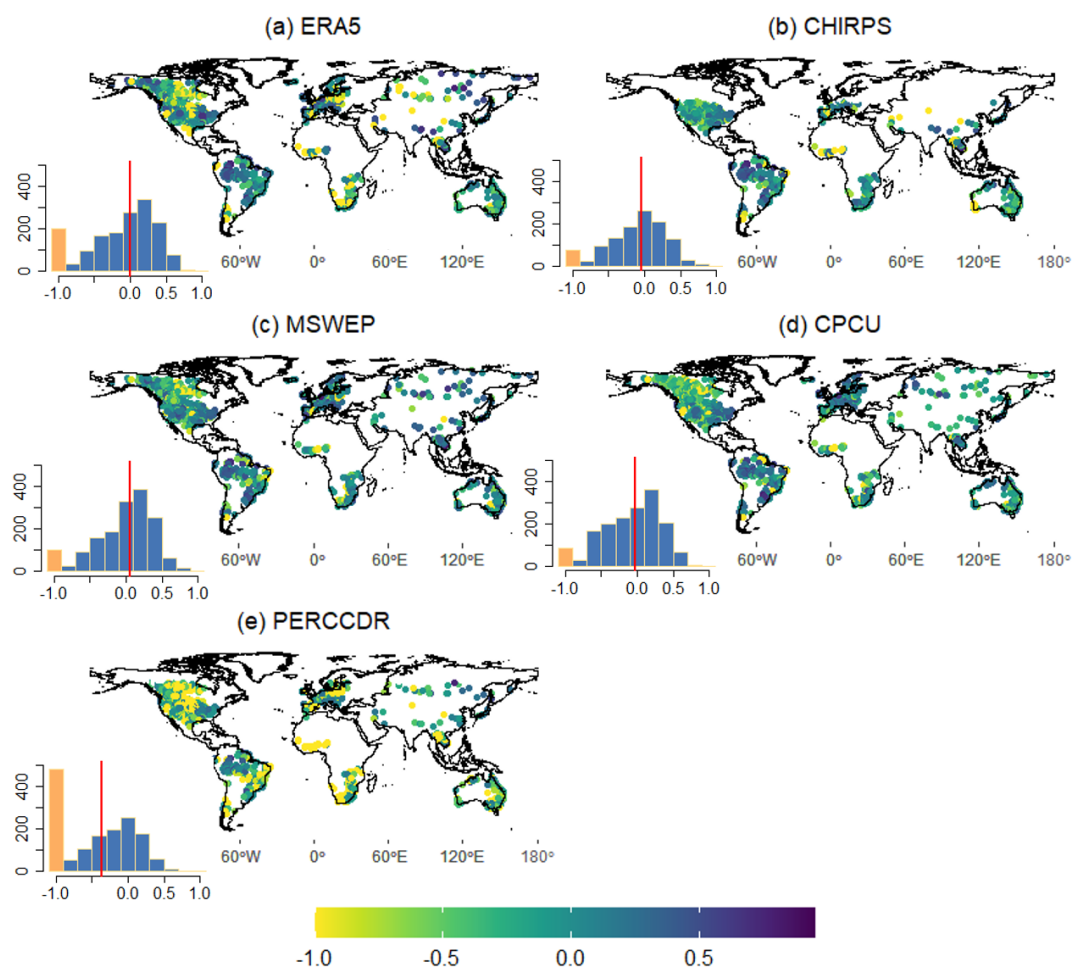 (a) ERA5
(b) CHIRPS
400
200
0
-1.0 0.0 0.5 1.0
60°W 0° 60°E 120°E
400
200
0
-1.0 0.0 0.5 1.0
60°W 0° 60°E 120°E 180°
(c) MSWEP
(d) CPCU
400
200
0
-1.0 0.0 0.5 1.0
60°W 0° 60°E 120°E
400
200
0
-1.0 0.0 1.0
60°W 0° 60°E 120°E 180°
(e) PERCCDR
400
200
0
-1.0 0.0 1.0
60°W 0° 60°E 120°E 180°
-1.0 -0.5 0.0 0.5